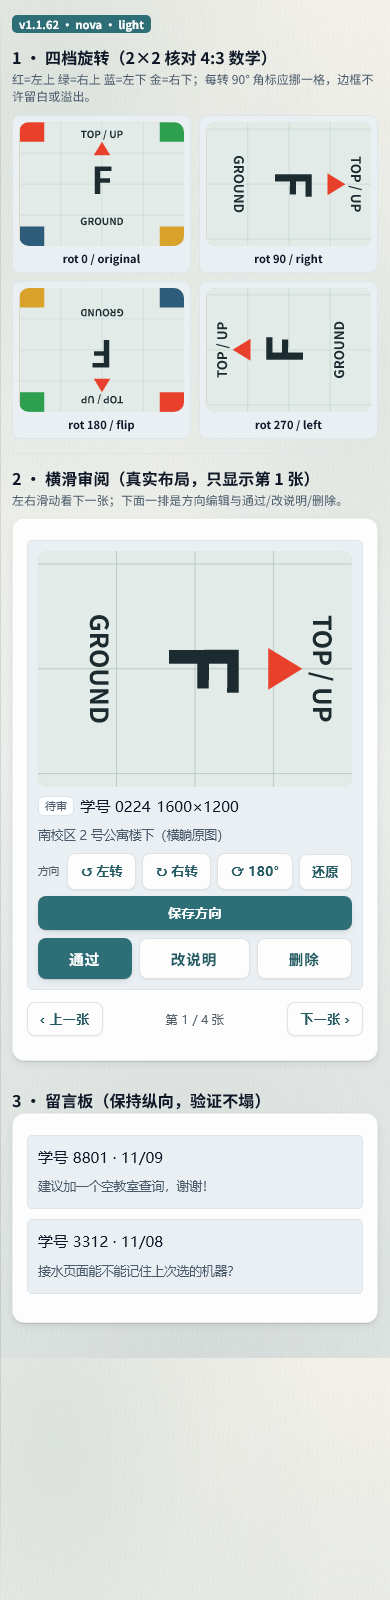 v1.1.62 • nova • light
1 • 四档旋转（2×2 核对 4:3 数学）
红=左上 绿=右上 蓝=左下 金=右下；每转 90° 角标应挪一格，边框不
许留白或溢出。
TOP / UP
F
GROUND
rot 0 / original
GROUND
F
TOP / UP
rot 90 / right
GROUND
F
TOP / UP
rot 180 / flip
TOP / UP
F
GROUND
rot 270 / left
2 • 横滑审阅（真实布局，只显示第 1 张）
左右滑动看下一张；下面一排是方向编辑与通过/改说明/删除。
GROUND
F
TOP / UP
待审 学号 0224 1600×1200
南校区 2 号公寓楼下（横躺原图）
方向 ↺ 左转 ↻ 右转 ⟳ 180° 还原
保存方向
通过 改说明 删除
‹ 上一张 第 1 / 4 张 下一张 ›
3 • 留言板（保持纵向，验证不塌）
学号 8801 · 11/09
建议加一个空教室查询，谢谢！
学号 3312 · 11/08
接水页面能不能记住上次选的机器？